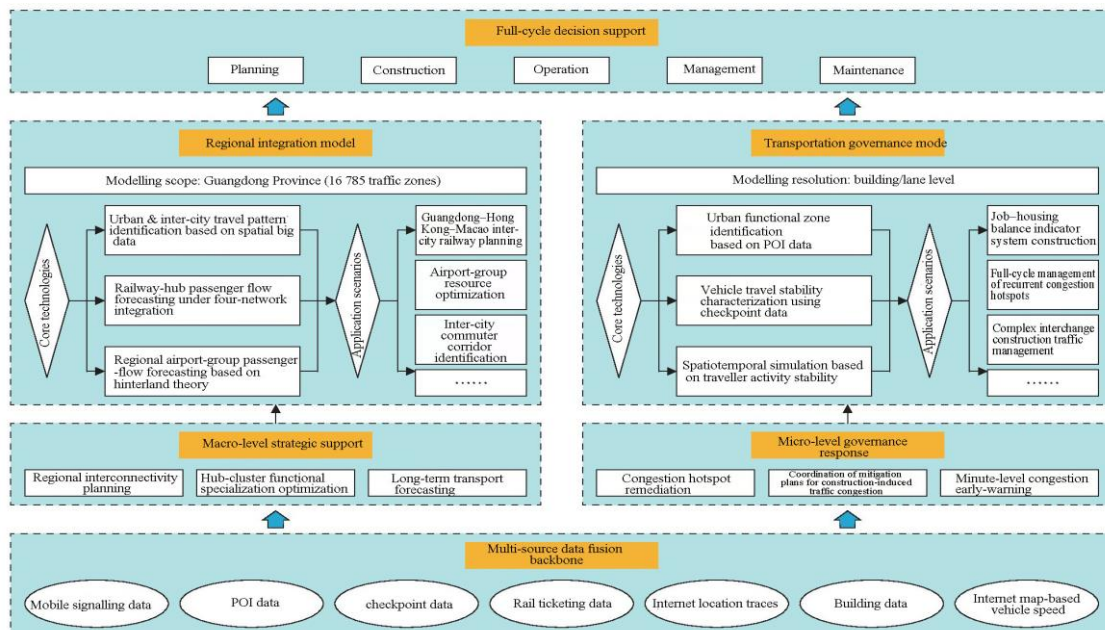 Full-cycle decision support
Planning
Construction
Operation
Management
Maintenance
Regional integration model
Modelling scope: Guangdong Province (16 785 traffic zones)
Core technologies
Urban & inter-city travel pattern
identification based on spatial big
data
Railway-hub passenger flow
forecasting under four-network
integration
Regional airport-group passenger
-flow forecasting based on
hinterland theory
Application scenarios
Guangdong–Hong
Kong–Macao inter-
city railway planning
Airport-group
resource optimization
Inter-city
commuter
corridor
identification
……
Transportation governance mode
Modelling resolution: building/lane level
Core technologies
Urban functional zone
identification
based on POI data
Vehicle travel stability
characterization using
checkpoint data
Spatiotemporal simulation based
on traveller activity stability
Application scenarios
Job–housing
balance indicator
system construction
Full-cycle management
of recurrent congestion
hotspots
Complex interchange
construction traffic
management
……
Macro-level strategic support
Regional interconnectivity
planning
Hub-cluster functional
specialization optimization
Long-term transport
forecasting
Micro-level governance
response
Congestion hotspot
remediation
Coordination of mitigation
plans for construction-induced
traffic congestion
Minute-level congestion
early-warning
Multi-source data fusion
backbone
Mobile signalling data
POI data
checkpoint data
Rail ticketing data
Internet location traces
Building data
Internet map-based
vehicle speed